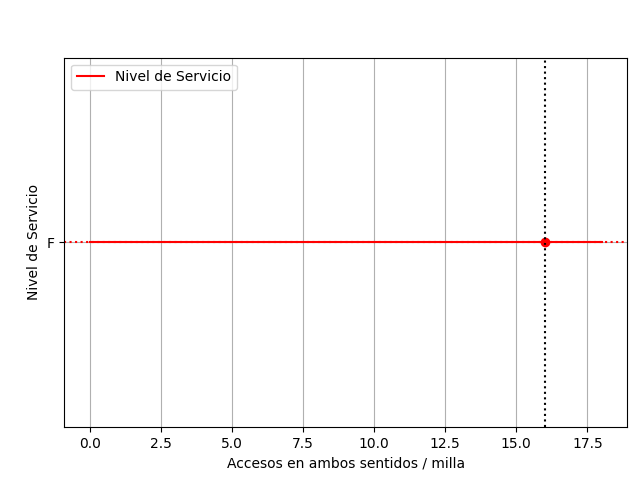 Nivel de Servicio
Nivel de Servicio
F
0.0 2.5 5.0 7.5 10.0 12.5 15.0 17.5
Accesos en ambos sentidos / milla